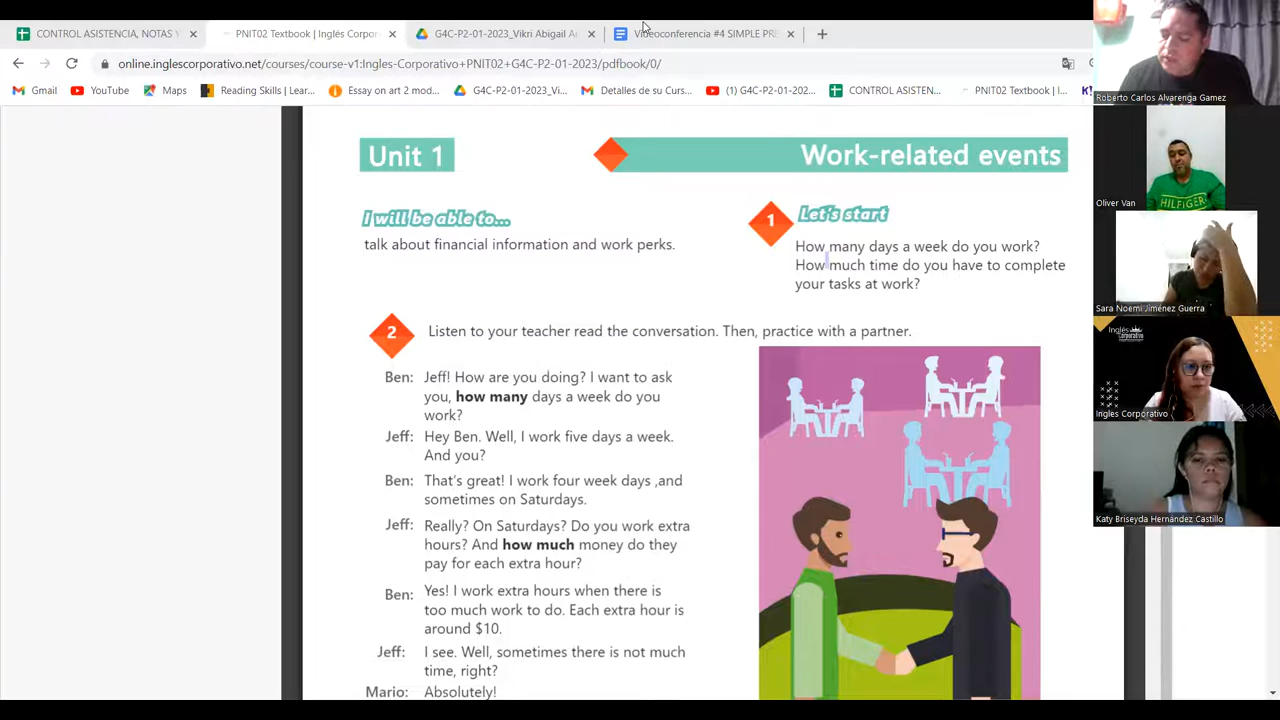 CONTROL ASISTENCIA, NOTAS Y
PNIT02 Textbook | Inglés Corpor
G4C-P2-01-2023_Vikri Abigail A
Videoconferencia #4 SIMPLE PRE
online.inglescorporativo.net/courses/course-v1:Ingles-Corporativo+PNIT02+G4C-P2-01-2023/pdfbook/0/
Gmail
YouTube
Maps
Reading Skills | Lear...
Essay on art 2 mod...
G4C-P2-01-2023_Vi...
Detalles de su Curs...
(1) G4C-P2-01-202...
CONTROL ASISTEN...
PNIT02 Textbook | In...
Unit 1
Work-related events
I will be able to...
talk about financial information and work perks.
1
Let's start
How many days a week do you work?
How much time do you have to complete
your tasks at work?
2
Listen to your teacher read the conversation. Then, practice with a partner.
Ben: Jeff! How are you doing? I want to ask
you, how many days a week do you
work?
Jeff: Hey Ben. Well, I work five days a week.
And you?
Ben: That's great! I work four week days ,and
sometimes on Saturdays.
Jeff: Really? On Saturdays? Do you work extra
hours? And how much money do they
pay for each extra hour?
Ben: Yes! I work extra hours when there is
too much work to do. Each extra hour is
around $10.
Jeff: I see. Well, sometimes there is not much
time, right?
Mario: Absolutely!
Roberto Carlos Alvarenga Gamez
HILFIGER
Oliver Van
Sara Noemi Jiménez Guerra
Inglés
Corporativo
Ingles Corporativo
Katy Briseyda Hernández Castillo